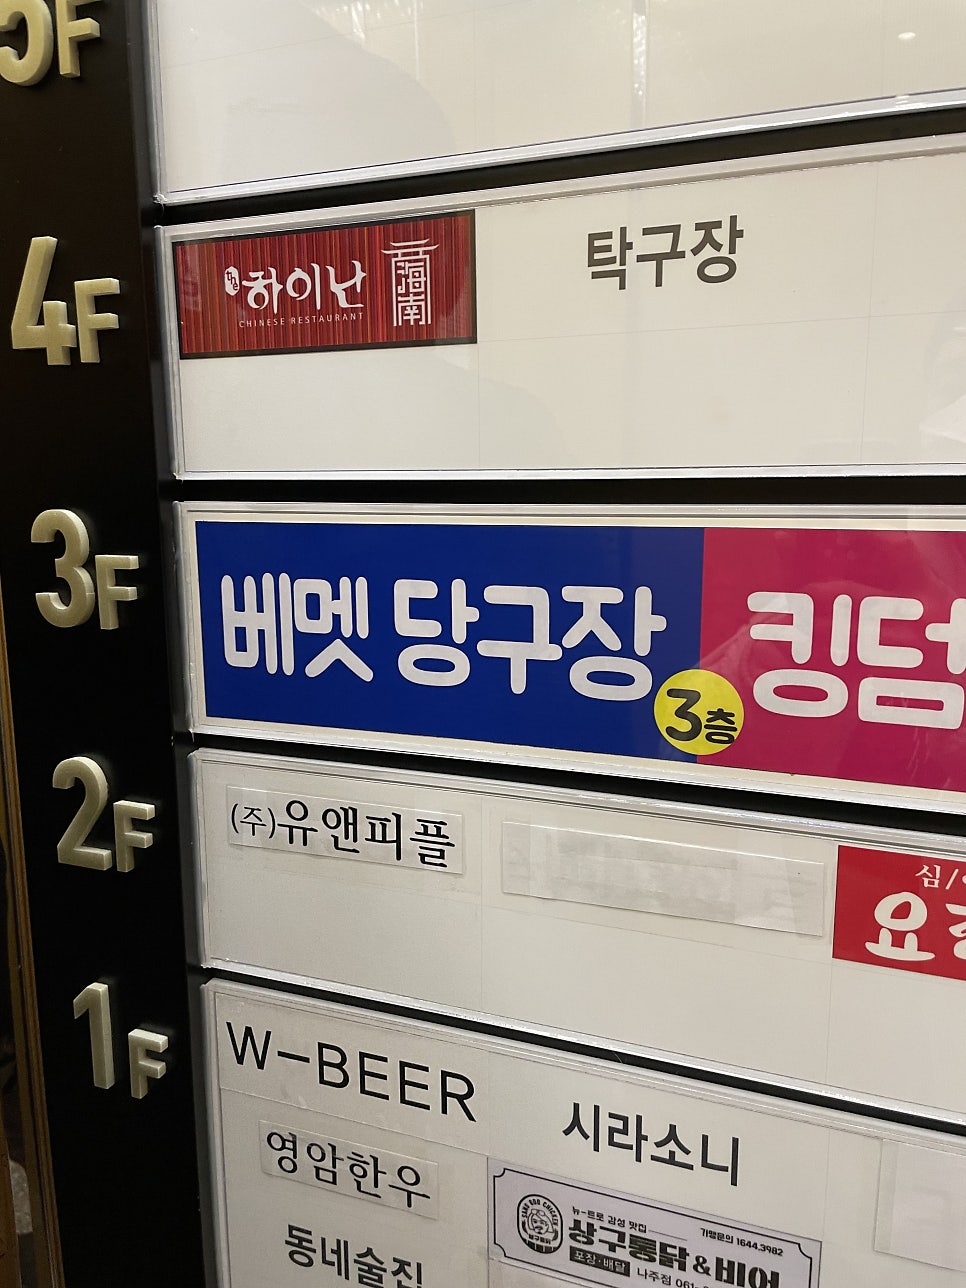 5F
4F
더 하이난
CHINESE RESTAURANT
海南
탁구장
3F
베멧 당구장
3층
킹덤
2F
(주)유앤피플
심/
요
1F
W-BEER
시라소니
영암한우
뉴-트로 감성 맛집
가맹문의 1644.3982
상구통닭&비어
포장·배달
나주점 061-
동네술집